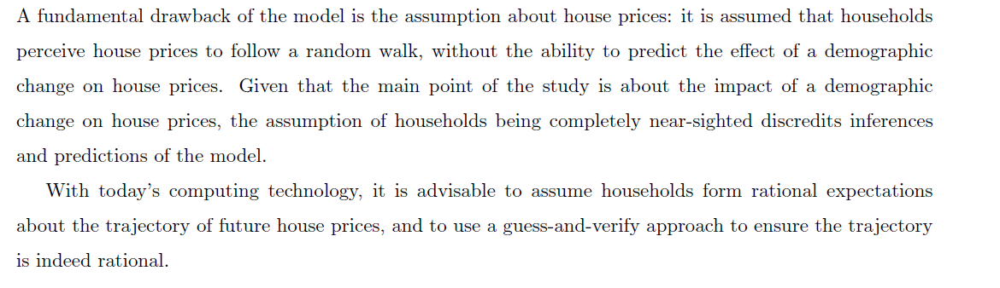 A fundamental drawback of the model is the assumption about house prices: it is assumed that households
perceive house prices to follow a random walk, without the ability to predict the effect of a demographic
change on house prices. Given that the main point of the study is about the impact of a demographic
change on house prices, the assumption of households being completely near-sighted discredits inferences
and predictions of the model.
With today's computing technology, it is advisable to assume households form rational expectations
about the trajectory of future house prices, and to use a guess-and-verify approach to ensure the trajectory
is indeed rational.